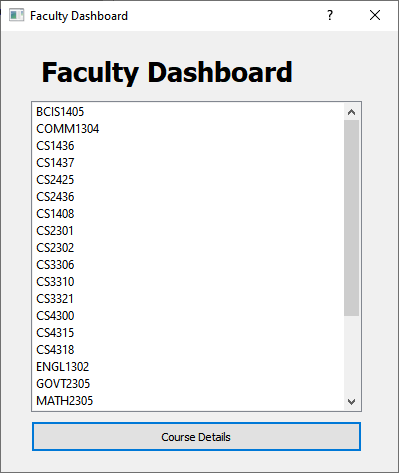 Faculty Dashboard
?
Faculty Dashboard
BCIS1405
COMM1304
CS1436
CS1437
CS2425
CS2436
CS1408
CS2301
CS2302
CS3306
CS3310
CS3321
CS4300
CS4315
CS4318
ENGL1302
GOVT2305
MATH2305
Course Details